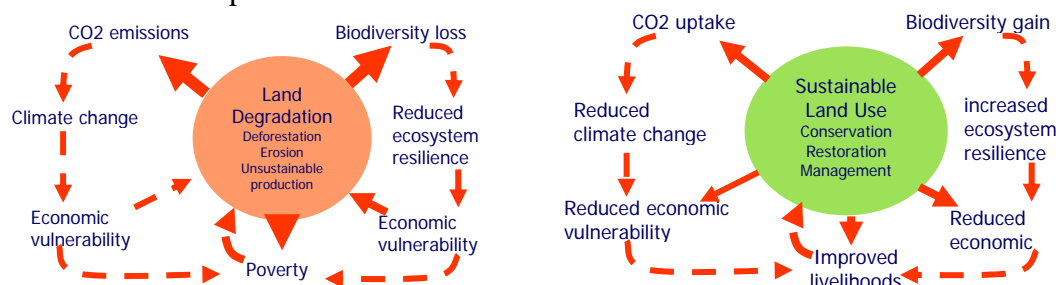 CO2 emissions
Biodiversity loss
Land
Degradation
Deforestation
Erosion
Unsustainable
production
Climate change
Reduced
ecosystem
resilience
Economic
vulnerability
Economic
vulnerability
Poverty
CO2 uptake
Biodiversity gain
Sustainable
Land Use
Conservation
Restoration
Management
Reduced
climate change
increased
ecosystem
resilience
Reduced economic
vulnerability
Reduced
economic
Improved
livelihoods